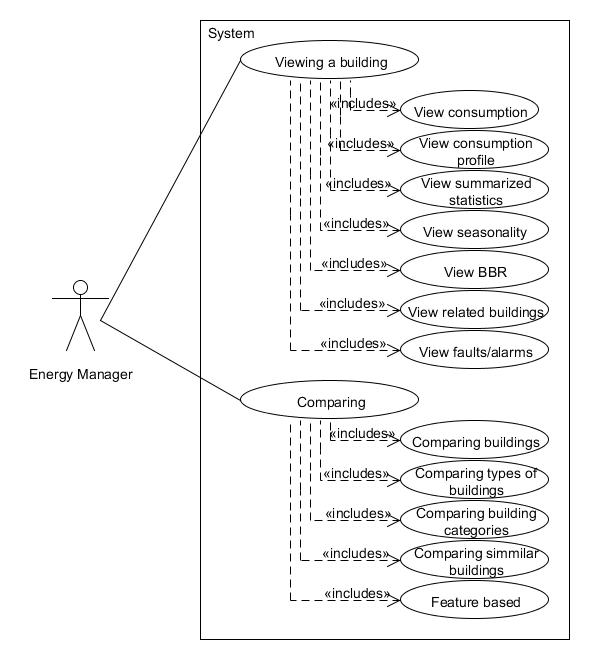 System
Viewing a building
«includes»
View consumption
«includes»
View consumption
profile
«includes»
View summarized
statistics
«includes»
View seasonality
«includes»
View BBR
«includes»
View related buildings
«includes»
View faults/alarms
Energy Manager
Comparing
«includes»
Comparing buildings
«includes»
Comparing types of
buildings
«includes»
Comparing building
categories
«includes»
Comparing simmilar
buildings
«includes»
Feature based